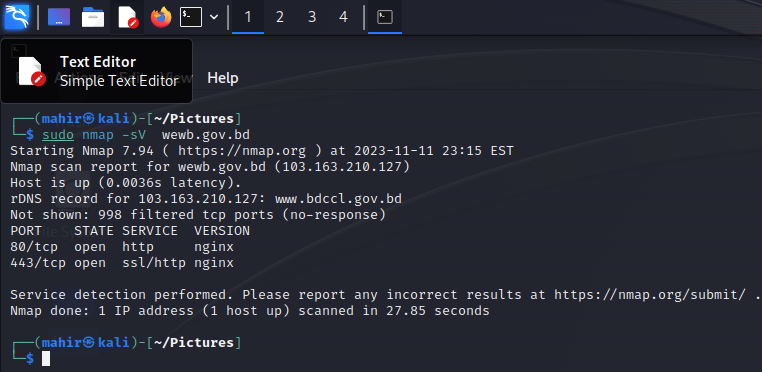 1 2 3 4
Text Editor
Simple Text Editor
Help
┌──(mahir㉿kali)-[~/Pictures]
└─$ sudo nmap -sV  wewb.gov.bd
Starting Nmap 7.94 ( https://nmap.org ) at 2023-11-11 23:15 EST
Nmap scan report for wewb.gov.bd (103.163.210.127)
Host is up (0.0036s latency).
rDNS record for 103.163.210.127: www.bdccl.gov.bd
Not shown: 998 filtered tcp ports (no-response)
PORT    STATE SERVICE  VERSION
80/tcp  open  http     nginx
443/tcp open  ssl/http nginx
Service detection performed. Please report any incorrect results at https://nmap.org/submit/ .
Nmap done: 1 IP address (1 host up) scanned in 27.85 seconds
┌──(mahir㉿kali)-[~/Pictures]
└─$